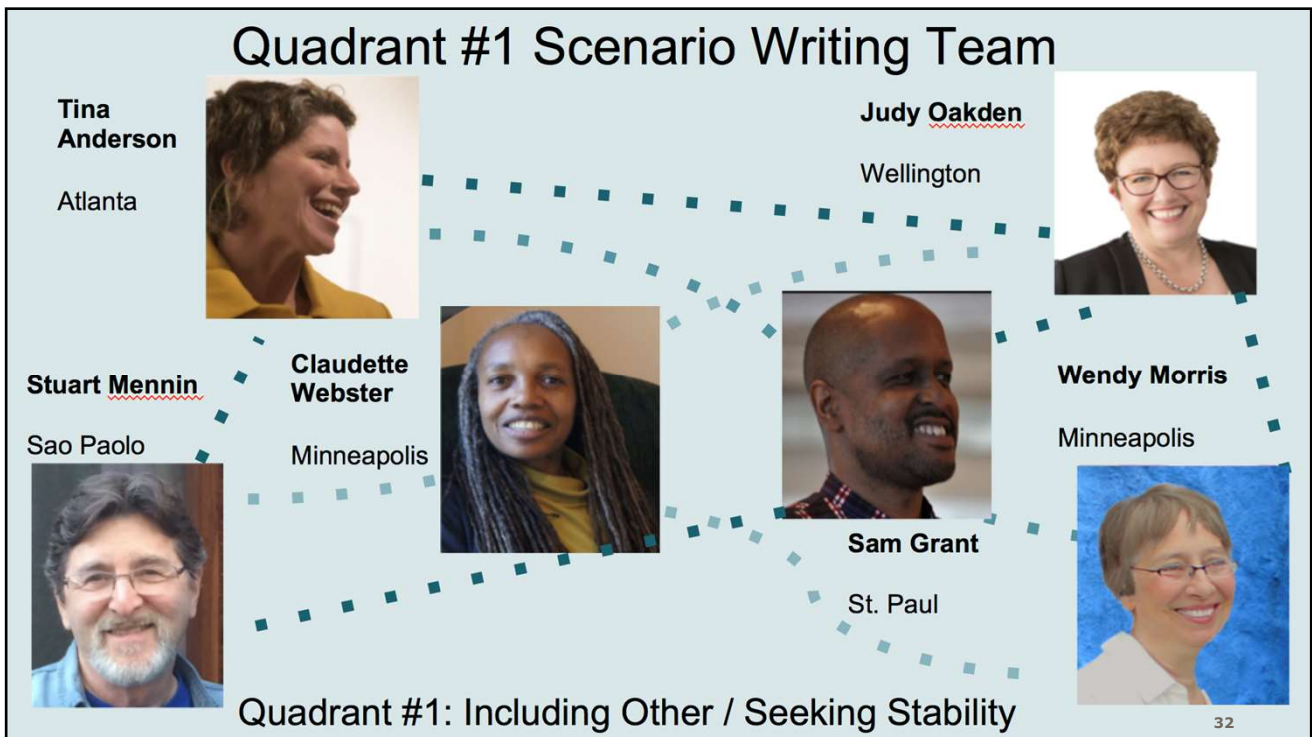 Quadrant #1 Scenario Writing Team
Tina
Anderson
Atlanta
Judy Oakden
Wellington
Stuart Mennin
Sao Paolo
Claudette
Webster
Minneapolis
Wendy Morris
Minneapolis
Sam Grant
St. Paul
Quadrant #1: Including Other / Seeking Stability
32